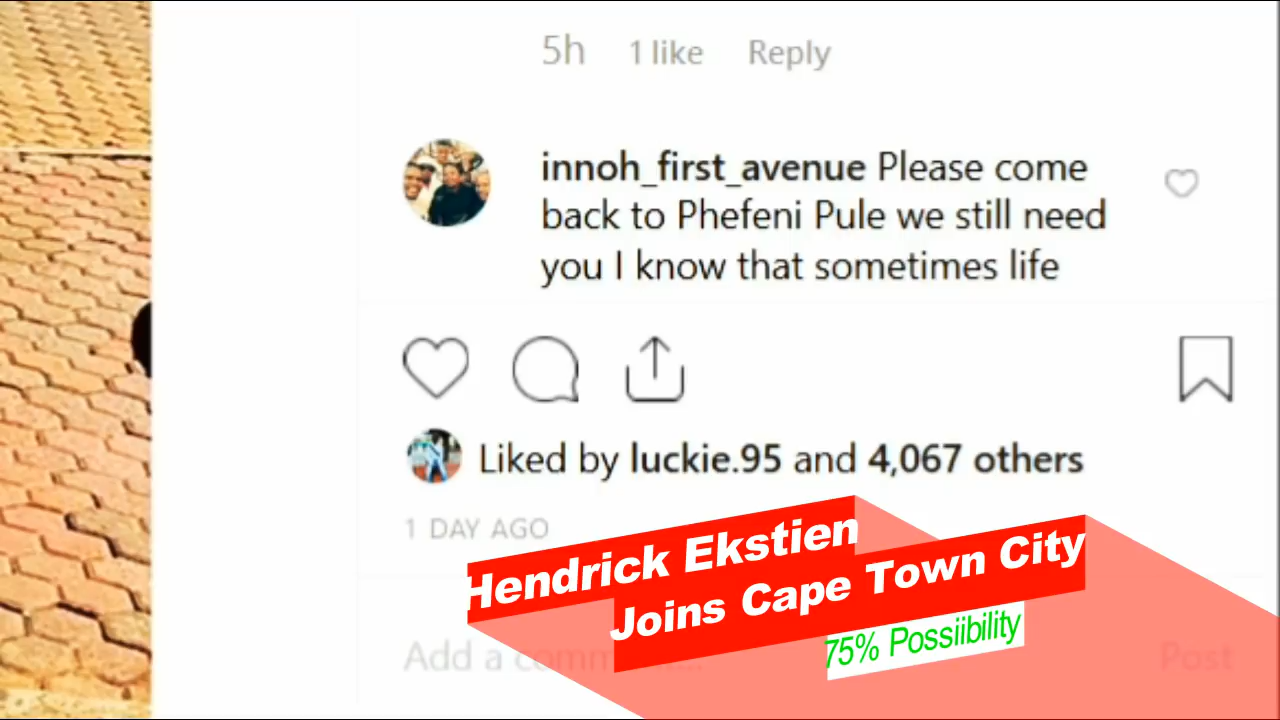 5h 1 like Reply
innoh_first_avenue Please come
back to Phefeni Pule we still need
you I know that sometimes life
Liked by luckie.95 and 4,067 others
1 DAY AGO
Hendrick Ekstien
Joins Cape Town City
75% Possiibility
Add a comment...
Post